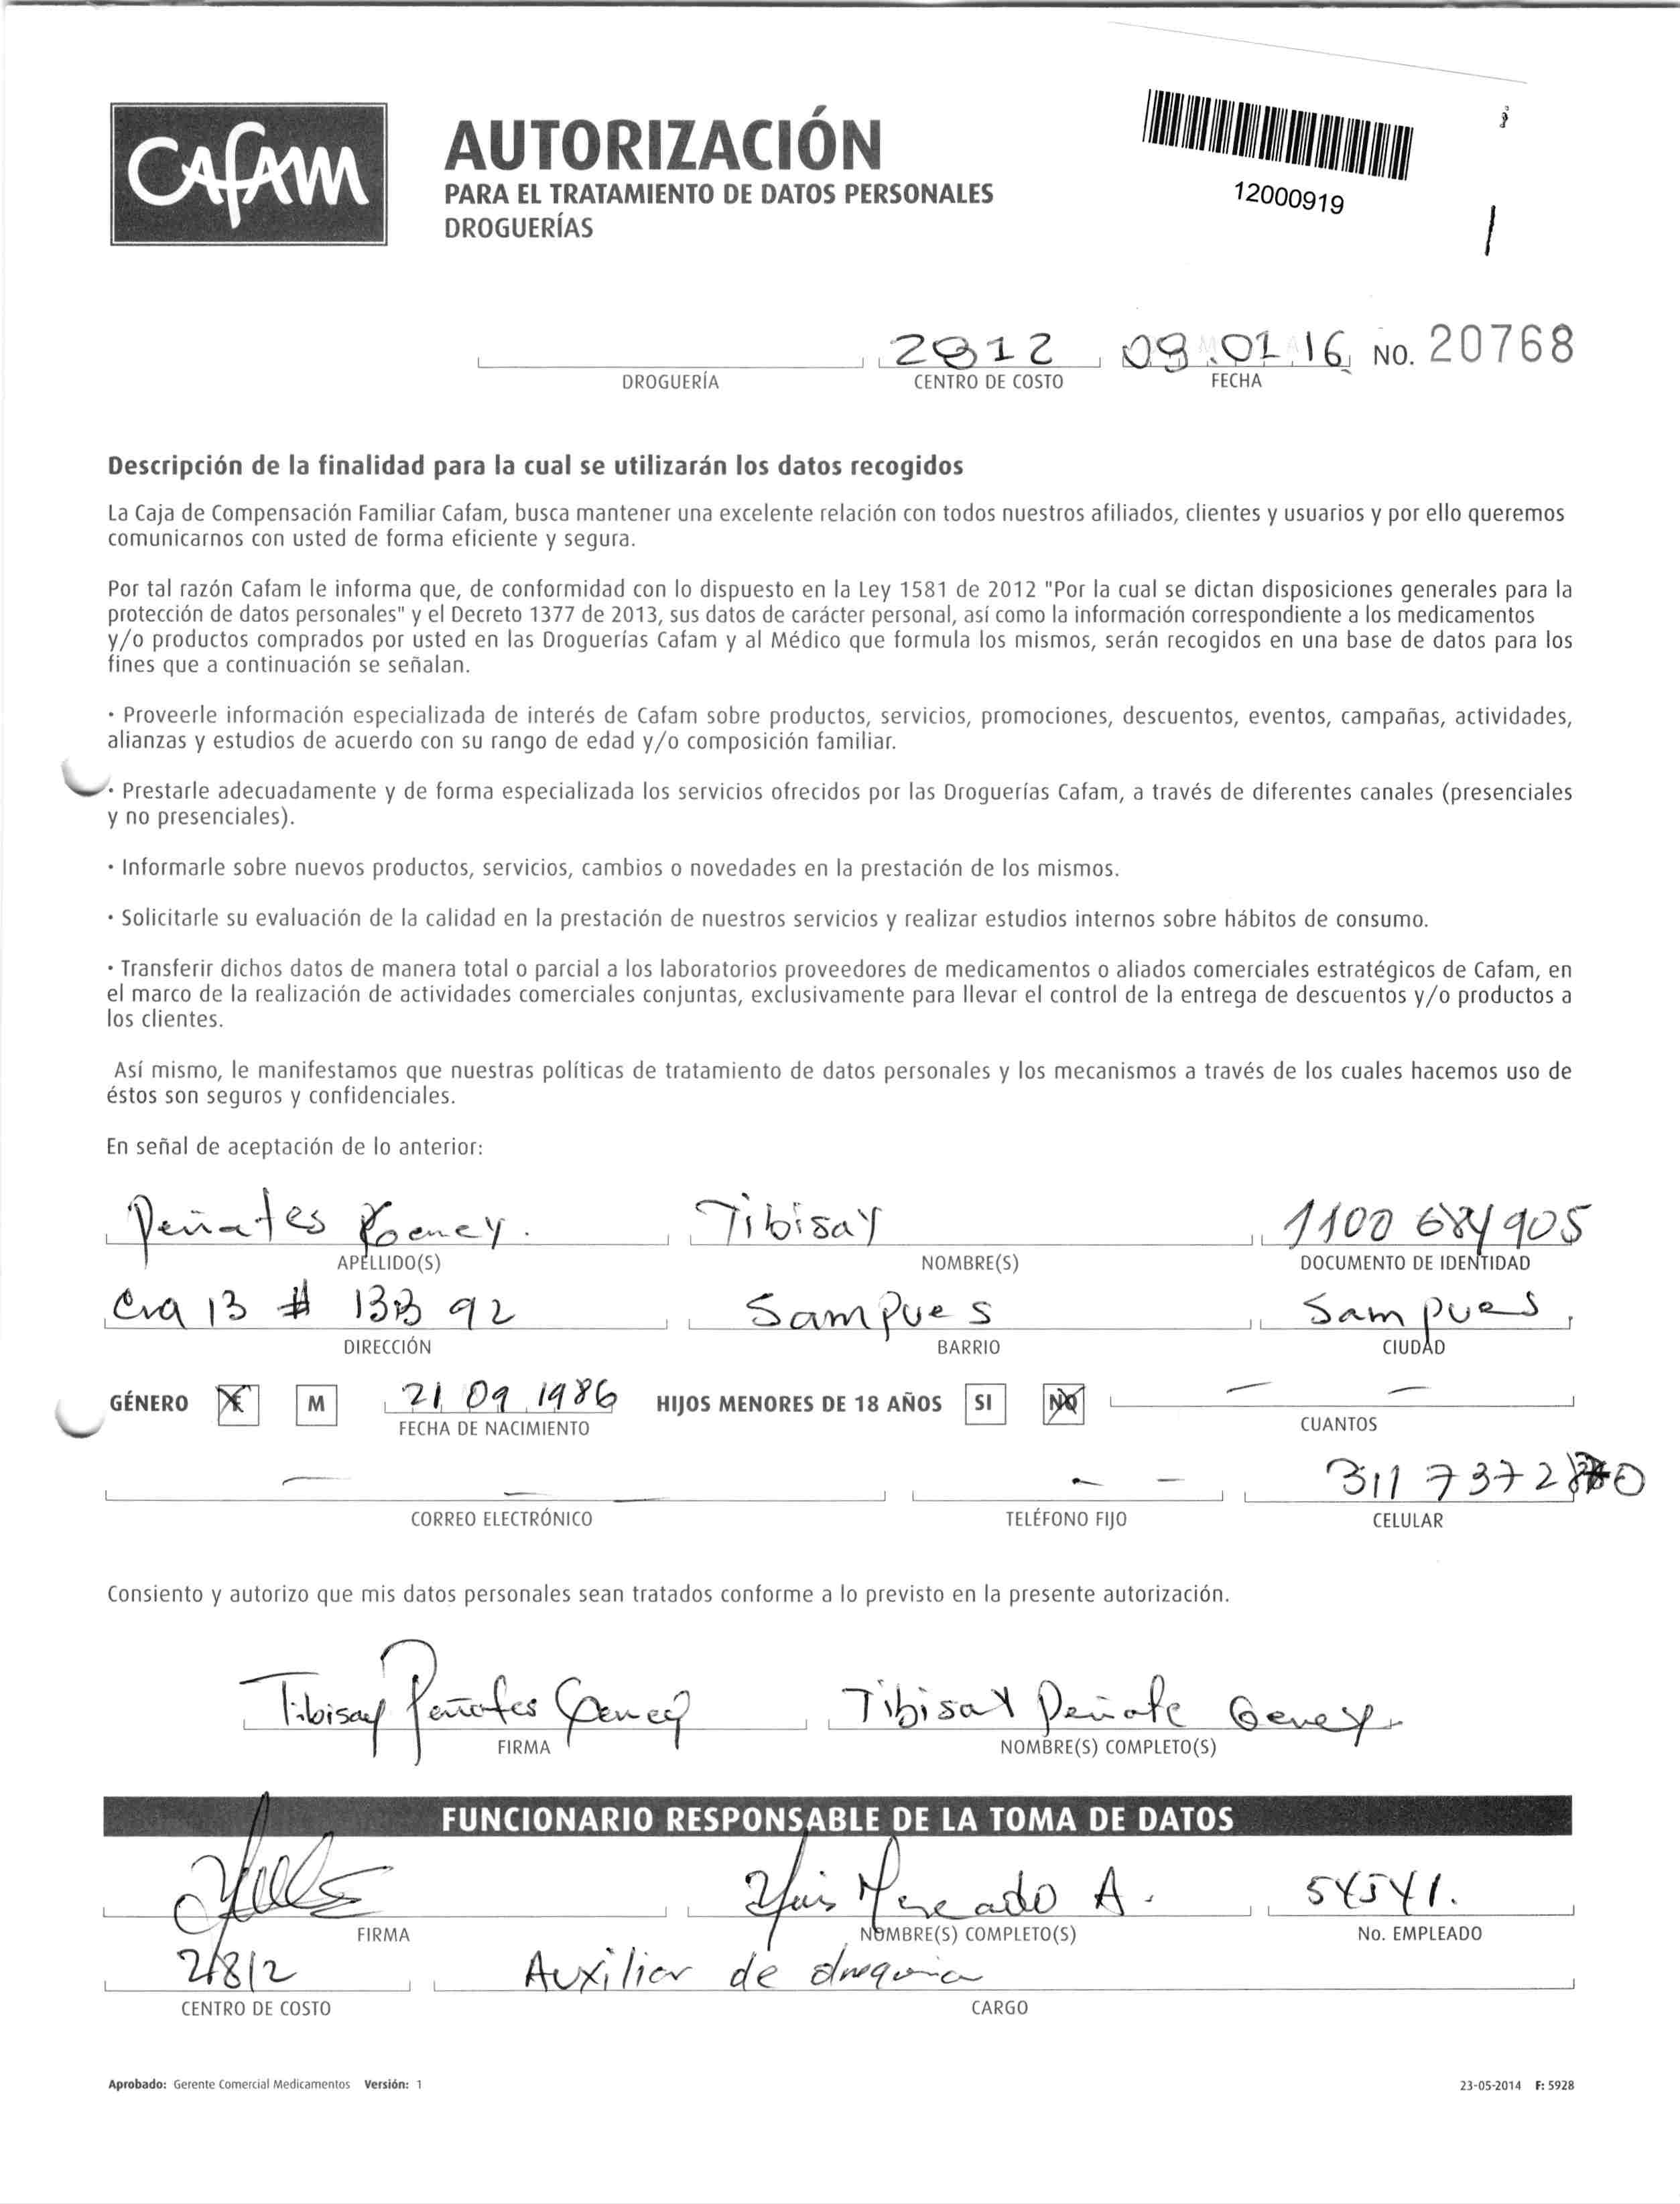 Cafam
AUTORIZACIÓN
PARA EL TRATAMIENTO DE DATOS PERSONALES
DROGUERÍAS
12000919
2812 09.01.16 NO. 20768
DROGUERÍA CENTRO DE COSTO FECHA
Descripción de la finalidad para la cual se utilizarán los datos recogidos
La Caja de Compensación Familiar Cafam, busca mantener una excelente relación con todos nuestros afiliados, clientes y usuarios y por ello queremos
comunicarnos con usted de forma eficiente y segura.
Por tal razón Cafam le informa que, de conformidad con lo dispuesto en la Ley 1581 de 2012 "Por la cual se dictan disposiciones generales para la
protección de datos personales" y el Decreto 1377 de 2013, sus datos de carácter personal, así como la información correspondiente a los medicamentos
y/o productos comprados por usted en las Droguerías Cafam y al Médico que formula los mismos, serán recogidos en una base de datos para los
fines que a continuación se señalan.
· Proveerle información especializada de interés de Cafam sobre productos, servicios, promociones, descuentos, eventos, campañas, actividades,
alianzas y estudios de acuerdo con su rango de edad y/o composición familiar.
· Prestarle adecuadamente y de forma especializada los servicios ofrecidos por las Droguerías Cafam, a través de diferentes canales (presenciales
y no presenciales).
· Informarle sobre nuevos productos, servicios, cambios o novedades en la prestación de los mismos.
· Solicitarle su evaluación de la calidad en la prestación de nuestros servicios y realizar estudios internos sobre hábitos de consumo.
· Transferir dichos datos de manera total o parcial a los laboratorios proveedores de medicamentos o aliados comerciales estratégicos de Cafam, en
el marco de la realización de actividades comerciales conjuntas, exclusivamente para llevar el control de la entrega de descuentos y/o productos a
los clientes.
Así mismo, le manifestamos que nuestras políticas de tratamiento de datos personales y los mecanismos a través de los cuales hacemos uso de
éstos son seguros y confidenciales.
En señal de aceptación de lo anterior:
Peñates Geney. Tibisay 1100 684 905
APELLIDO(S) NOMBRE(S) DOCUMENTO DE IDENTIDAD
Cra 13 # 13B 92 Sampues Sampues
DIRECCIÓN BARRIO CIUDAD
GÉNERO F M 21 09 1986 HIJOS MENORES DE 18 AÑOS SI NO — —
FECHA DE NACIMIENTO CUANTOS
— — — — — 311 7372
CORREO ELECTRÓNICO TELÉFONO FIJO CELULAR
Consiento y autorizo que mis datos personales sean tratados conforme a lo previsto en la presente autorización.
Tibisay Peñates Geney Tibisay Peñate Geney
FIRMA NOMBRE(S) COMPLETO(S)
FUNCIONARIO RESPONSABLE DE LA TOMA DE DATOS
Mercado A. 54541.
FIRMA NOMBRE(S) COMPLETO(S) No. EMPLEADO
2812 Auxiliar de drogueria
CENTRO DE COSTO CARGO
Aprobado: Gerente Comercial Medicamentos Versión: 1 23-05-2014 F: 5928